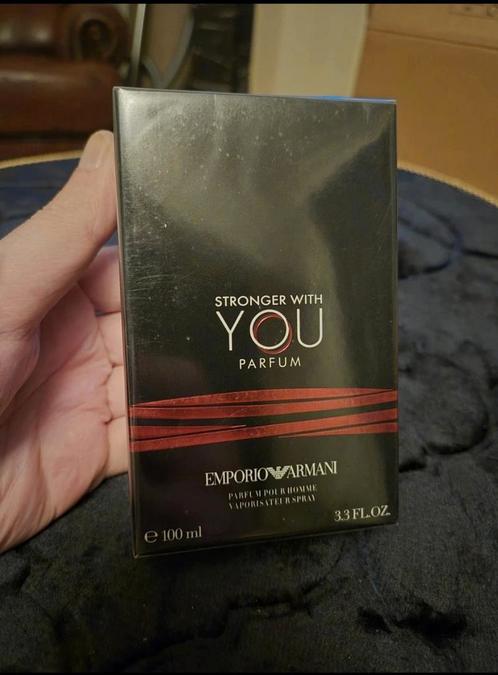 STRONGER WITH
YOU
PARFUM
EMPORIO ARMANI
PARFUM POUR HOMME
VAPORISATEUR SPRAY
e 100 ml
3.3 FL.OZ.